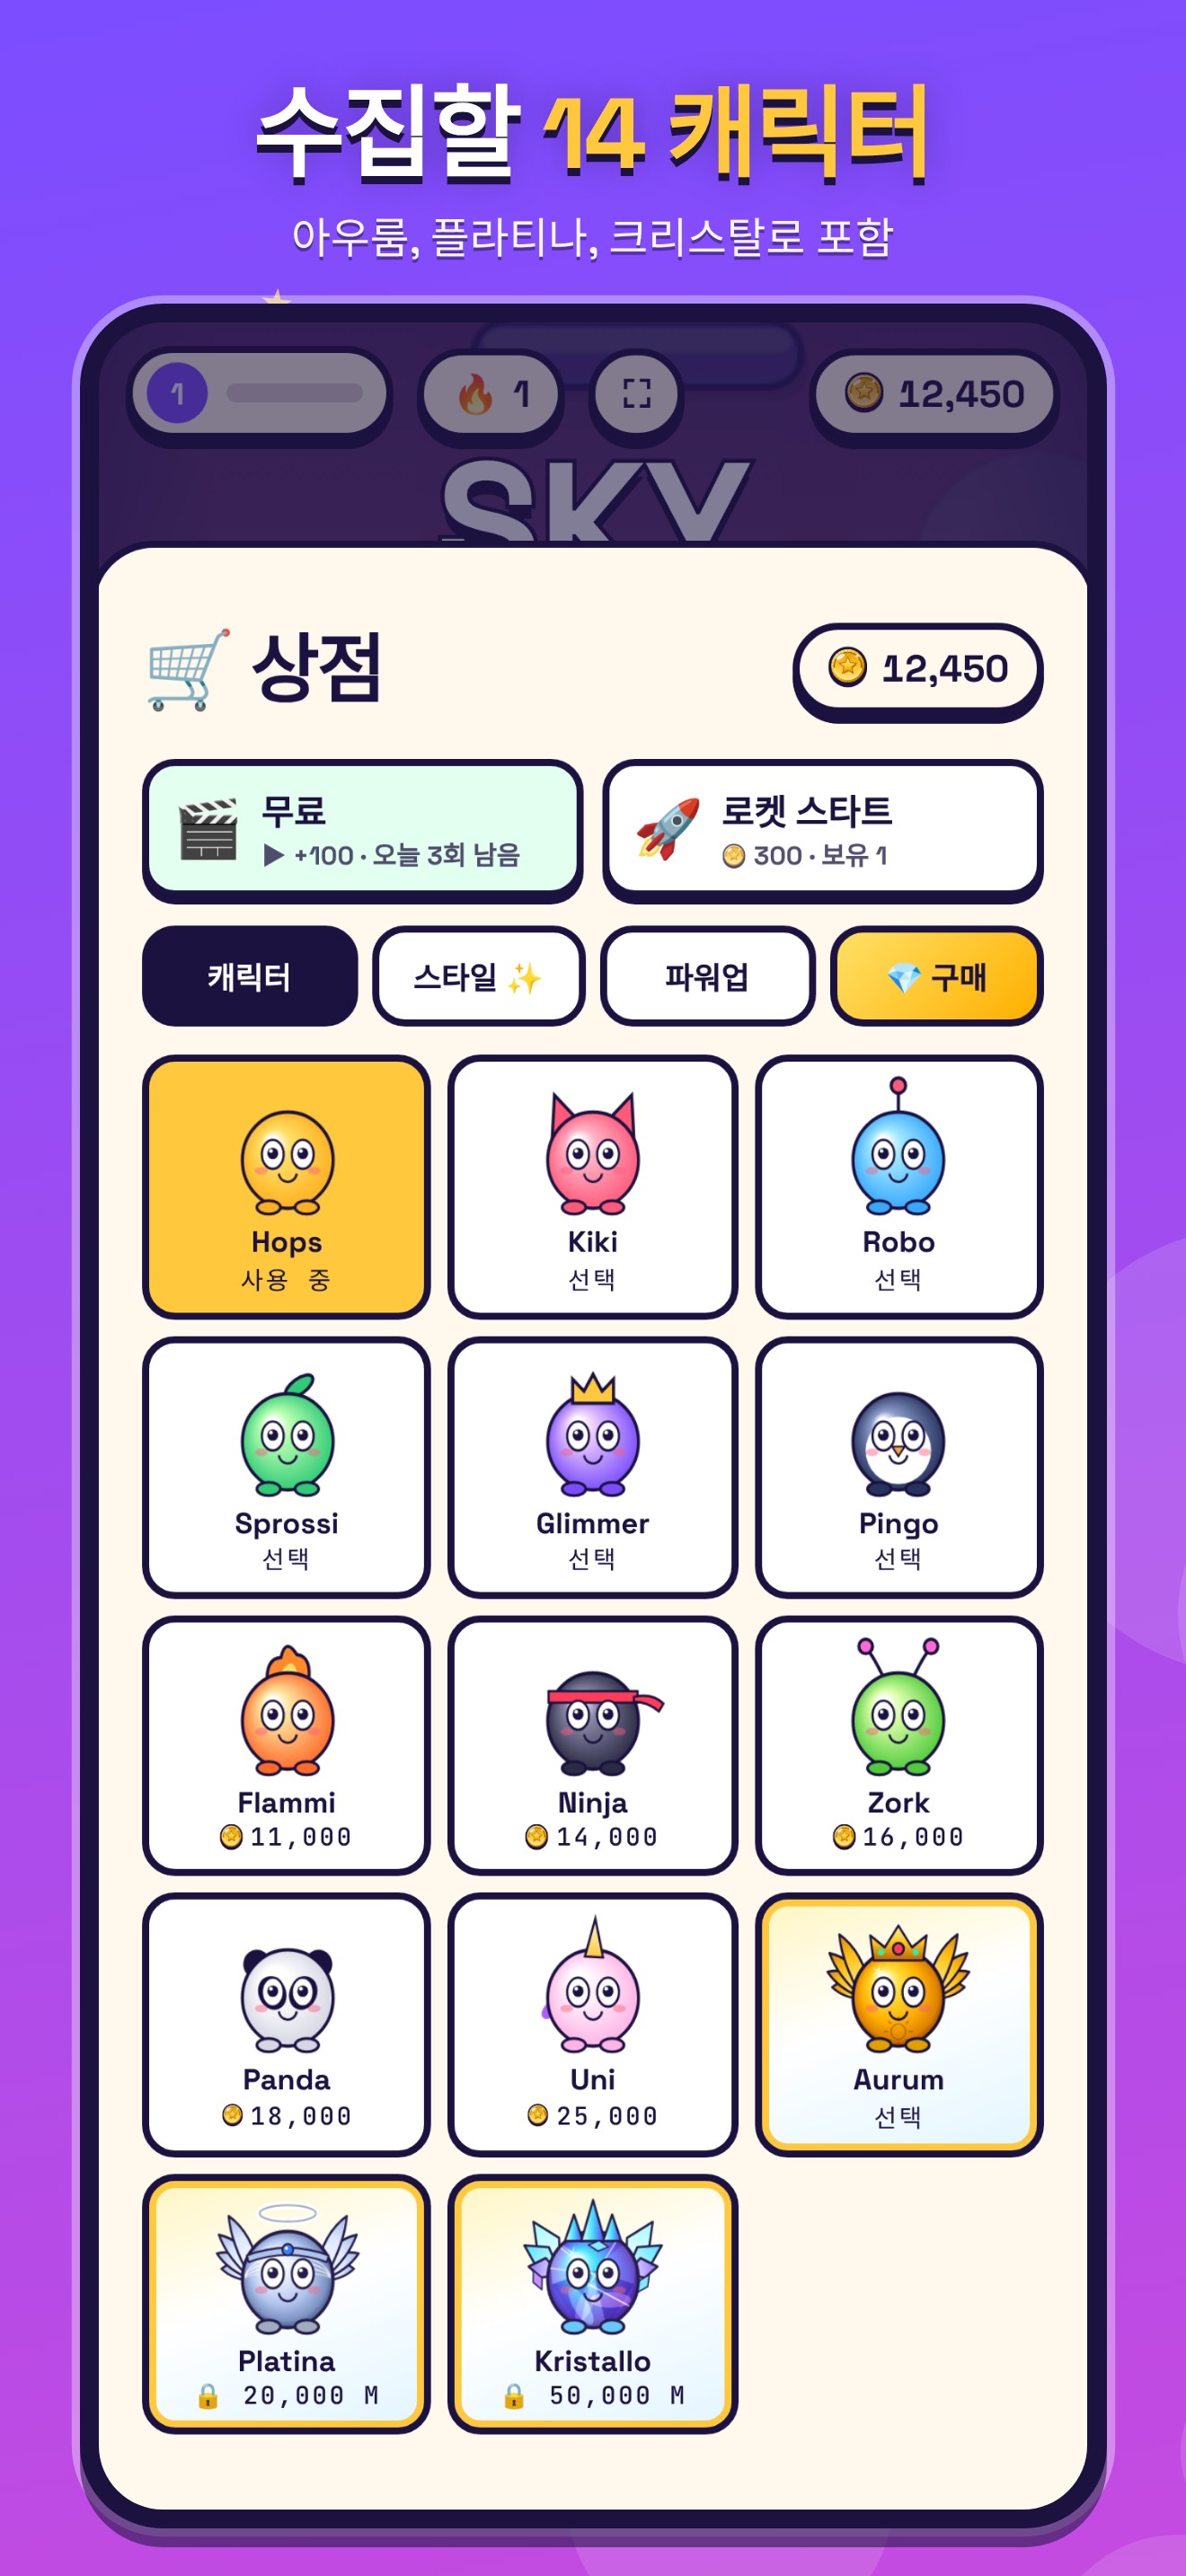 수집할 14 캐릭터
아우룸, 플라티나, 크리스탈로 포함
1
1
12,450
SKY
상점
12,450
무료
▶ +100 · 오늘 3회 남음
로켓 스타트
300 · 보유 1
캐릭터
스타일
파워업
구매
Hops
사용 중
Kiki
선택
Robo
선택
Sprossi
선택
Glimmer
선택
Pingo
선택
Flammi
11,000
Ninja
14,000
Zork
16,000
Panda
18,000
Uni
25,000
Aurum
선택
Platina
20,000 M
Kristallo
50,000 M